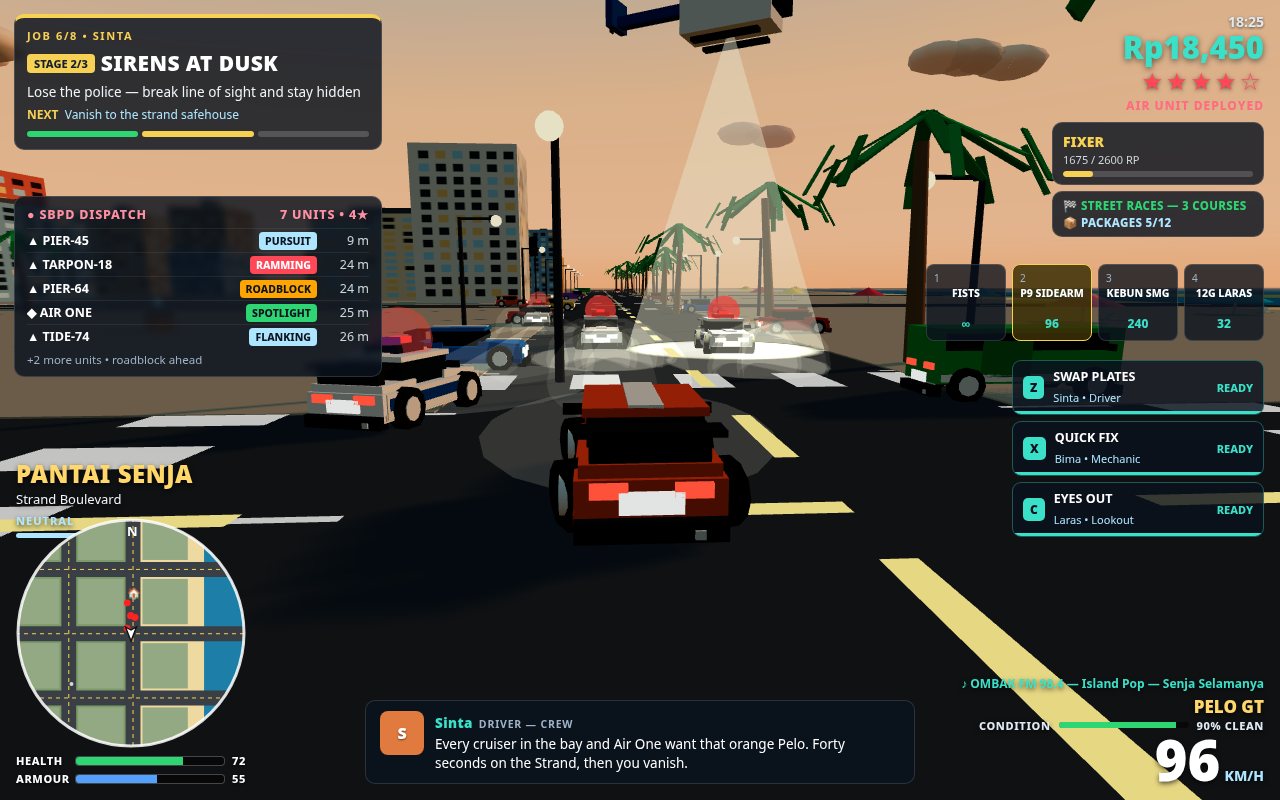 JOB 6/8 • SINTA
STAGE 2/3 SIRENS AT DUSK
Lose the police — break line of sight and stay hidden
NEXT Vanish to the strand safehouse
● SBPD DISPATCH 7 UNITS • 4★
▲ PIER-45 PURSUIT 9 m
▲ TARPON-18 RAMMING 24 m
▲ PIER-64 ROADBLOCK 24 m
◆ AIR ONE SPOTLIGHT 25 m
▲ TIDE-74 FLANKING 26 m
+2 more units • roadblock ahead
18:25
Rp18,450
★ ★ ★ ★ ☆
AIR UNIT DEPLOYED
FIXER
1675 / 2600 RP
🏁 STREET RACES — 3 COURSES
📦 PACKAGES 5/12
1 FISTS ∞
2 P9 SIDEARM 96
3 KEBUN SMG 240
4 12G LARAS 32
Z SWAP PLATES READY
Sinta • Driver
X QUICK FIX READY
Bima • Mechanic
C EYES OUT READY
Laras • Lookout
PANTAI SENJA
Strand Boulevard
NEUTRAL
N
HEALTH 72
ARMOUR 55
S
Sinta DRIVER — CREW
Every cruiser in the bay and Air One want that orange Pelo. Forty
seconds on the Strand, then you vanish.
♪ OMBAK FM — Island Pop — Senja Selamanya
PELO GT
CONDITION 90% CLEAN
96 KM/H